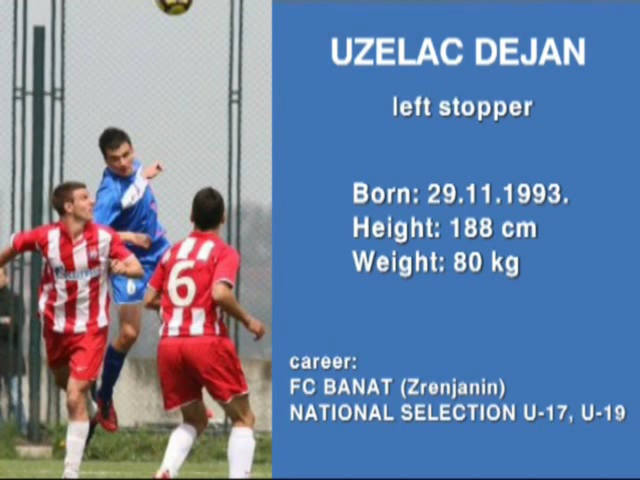 UZELAC DEJAN
left stopper
Born: 29.11.1993.
Height: 188 cm
Weight: 80 kg
career:
FC BANAT (Zrenjanin)
NATIONAL SELECTION U-17, U-19
6